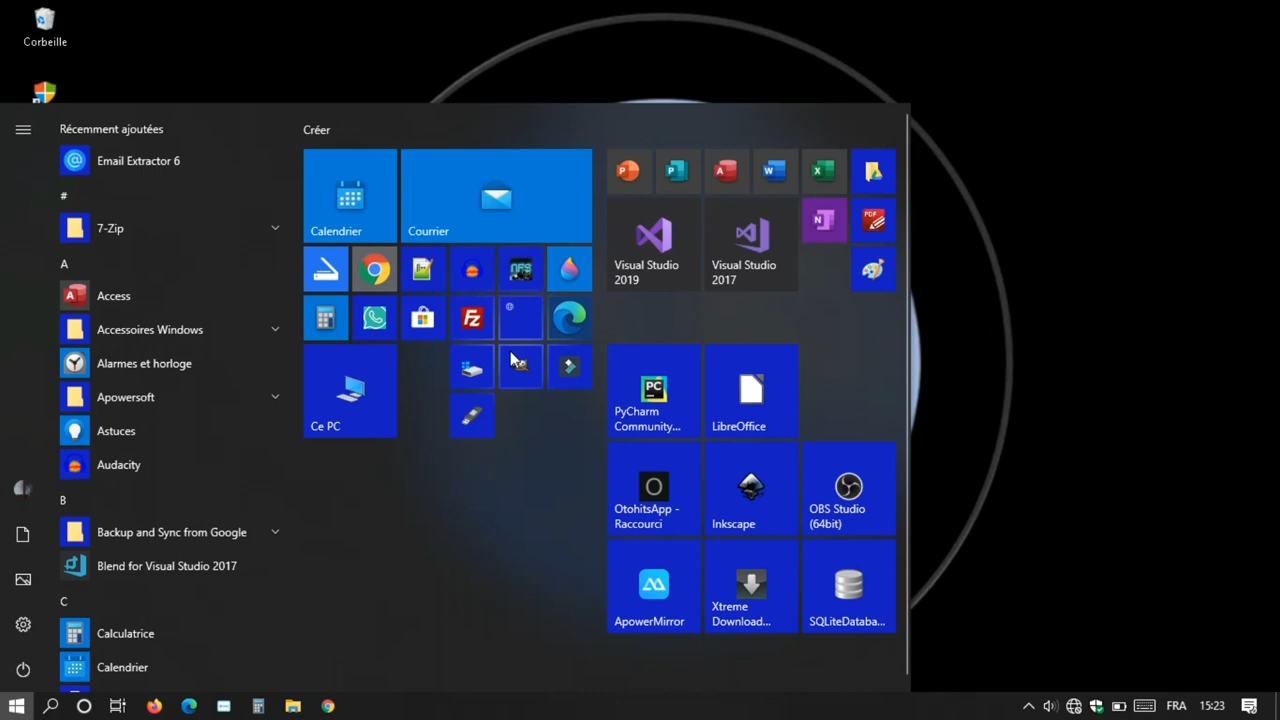 Corbeille
Récemment ajoutées
Email Extractor 6
#
7-Zip
A
Access
Accessoires Windows
Alarmes et horloge
Apowersoft
Astuces
Audacity
B
Backup and Sync from Google
Blend for Visual Studio 2017
C
Calculatrice
Calendrier
Créer
Calendrier
Courrier
Ce PC
Visual Studio
2019
Visual Studio
2017
PDF
PyCharm
Community...
LibreOffice
OtohitsApp -
Raccourci
Inkscape
OBS Studio
(64bit)
ApowerMirror
Xtreme
Download...
SQLiteDataba...
FRA
15:23